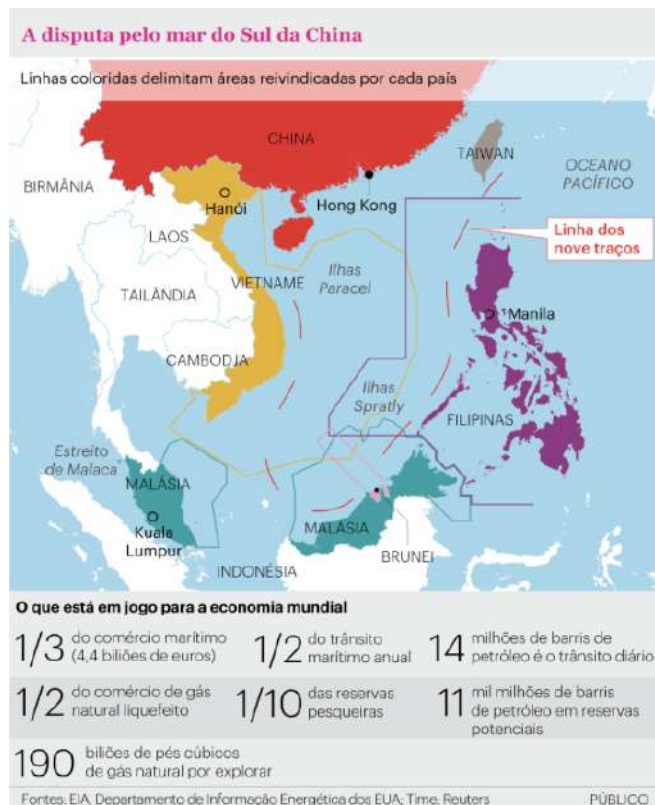 A disputa pelo mar do Sul da China
Linhas coloridas delimitam áreas reivindicadas por cada país
CHINA
TAIWAN
OCEANO
PACÍFICO
BIRMÂNIA
Hanói
Hong Kong
Linha dos
nove traços
LAOS
Ilhas
Paracel
VIETNAME
TAILÂNDIA
Manila
CAMBODJA
Ilhas
Spratly
FILIPINAS
Estreito
de Malaca
MALÁSIA
Kuala
Lumpur
MALÁSIA
BRUNEI
INDONÉSIA
O que está em jogo para a economia mundial
1/3 do comércio marítimo
(4,4 biliões de euros)
1/2 do trânsito
marítimo anual
14 milhões de barris de
petróleo é o trânsito diário
1/2 do comércio de gás
natural liquefeito
1/10 das reservas
pesqueiras
11 mil milhões de barris
de petróleo em reservas
potenciais
190 biliões de pés cúbicos
de gás natural por explorar
Fontes: EIA, Departamento de Informação Energética dos EUA; Time; Reuters
PÚBLICO